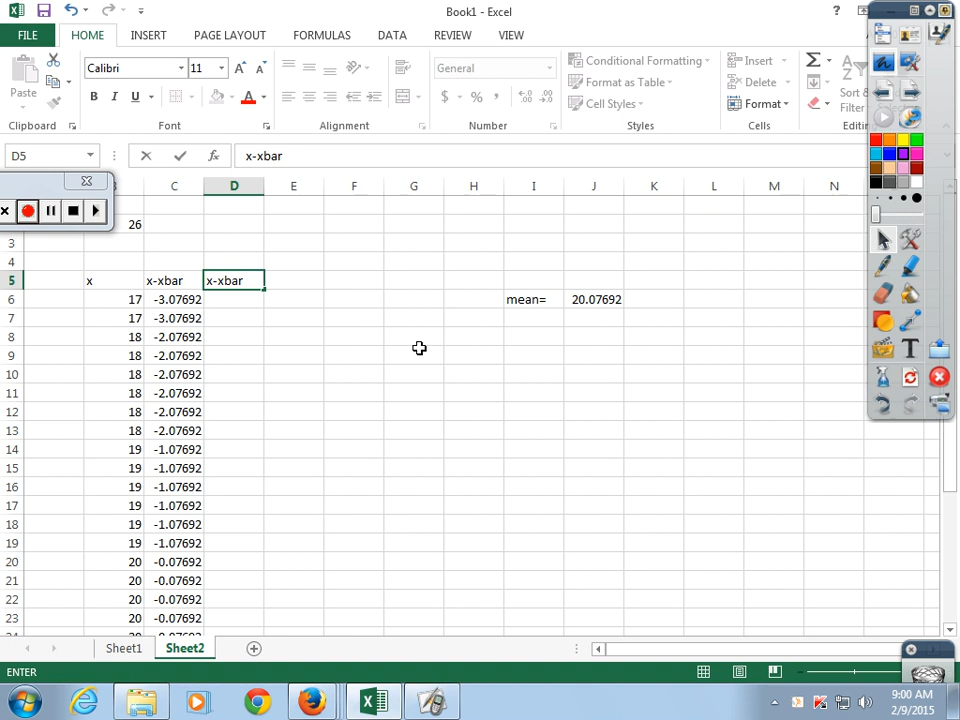 Book1 - Excel
?
FILE
HOME
INSERT
PAGE LAYOUT
FORMULAS
DATA
REVIEW
VIEW
Paste
Calibri
11
A
A
B
I
U
A
General
$
%
,
Conditional Formatting
Format as Table
Cell Styles
Insert
Delete
Format
Σ
Sort &
Filter
Clipboard
Font
Alignment
Number
Styles
Cells
D5
fx
x-xbar
C
D
E
F
G
H
I
J
K
L
M
N
26
3
4
5
x
x-xbar
x-xbar
6
17
-3.07692
mean=
20.07692
7
17
-3.07692
8
18
-2.07692
9
18
-2.07692
10
18
-2.07692
11
18
-2.07692
12
18
-2.07692
13
18
-2.07692
14
19
-1.07692
15
19
-1.07692
16
19
-1.07692
17
19
-1.07692
18
19
-1.07692
19
19
-1.07692
20
20
-0.07692
21
20
-0.07692
22
20
-0.07692
23
20
-0.07692
Sheet1
Sheet2
ENTER
T
9:00 AM
2/9/2015